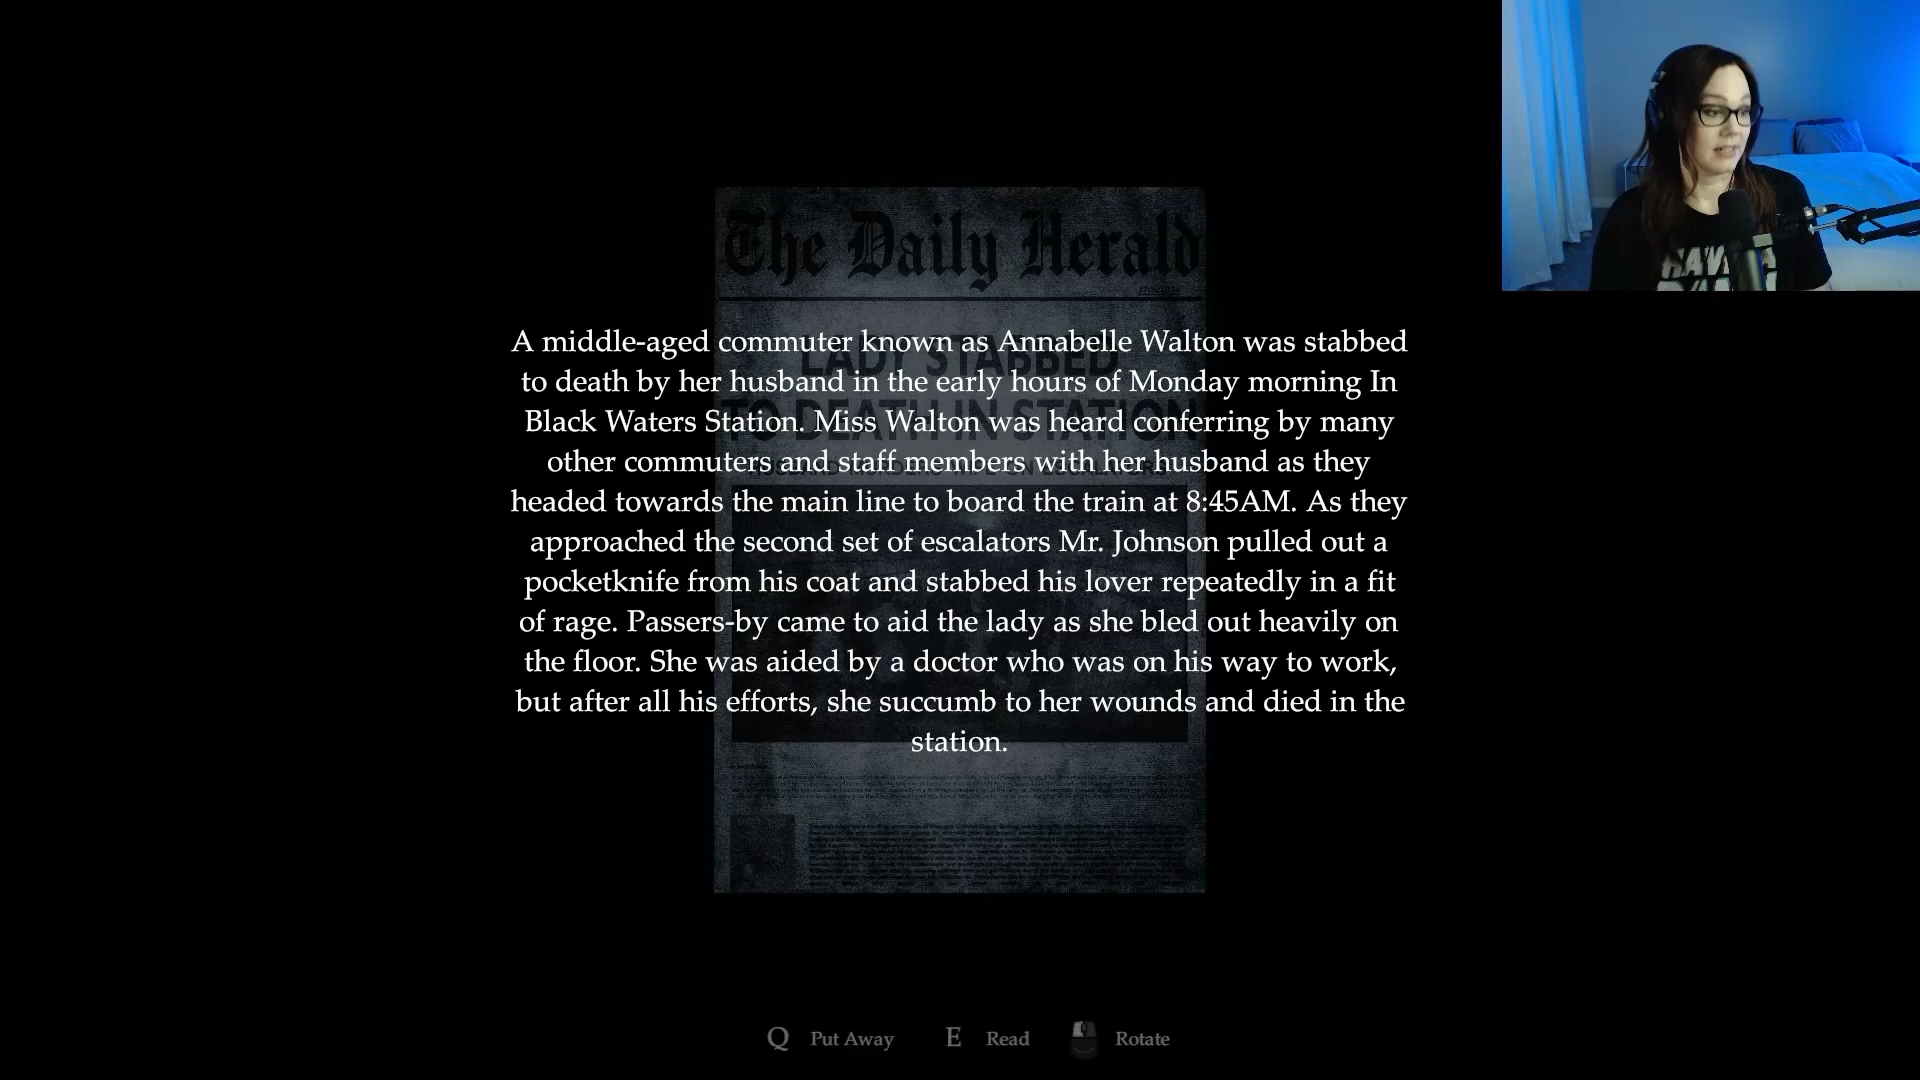 The Daily Herald
LADY STABBED
TO DEATH IN STATION
A middle-aged commuter known as Annabelle Walton was stabbed
to death by her husband in the early hours of Monday morning In
Black Waters Station. Miss Walton was heard conferring by many
other commuters and staff members with her husband as they
headed towards the main line to board the train at 8:45AM. As they
approached the second set of escalators Mr. Johnson pulled out a
pocketknife from his coat and stabbed his lover repeatedly in a fit
of rage. Passers-by came to aid the lady as she bled out heavily on
the floor. She was aided by a doctor who was on his way to work,
but after all his efforts, she succumb to her wounds and died in the
station.
Q Put Away E Read Rotate